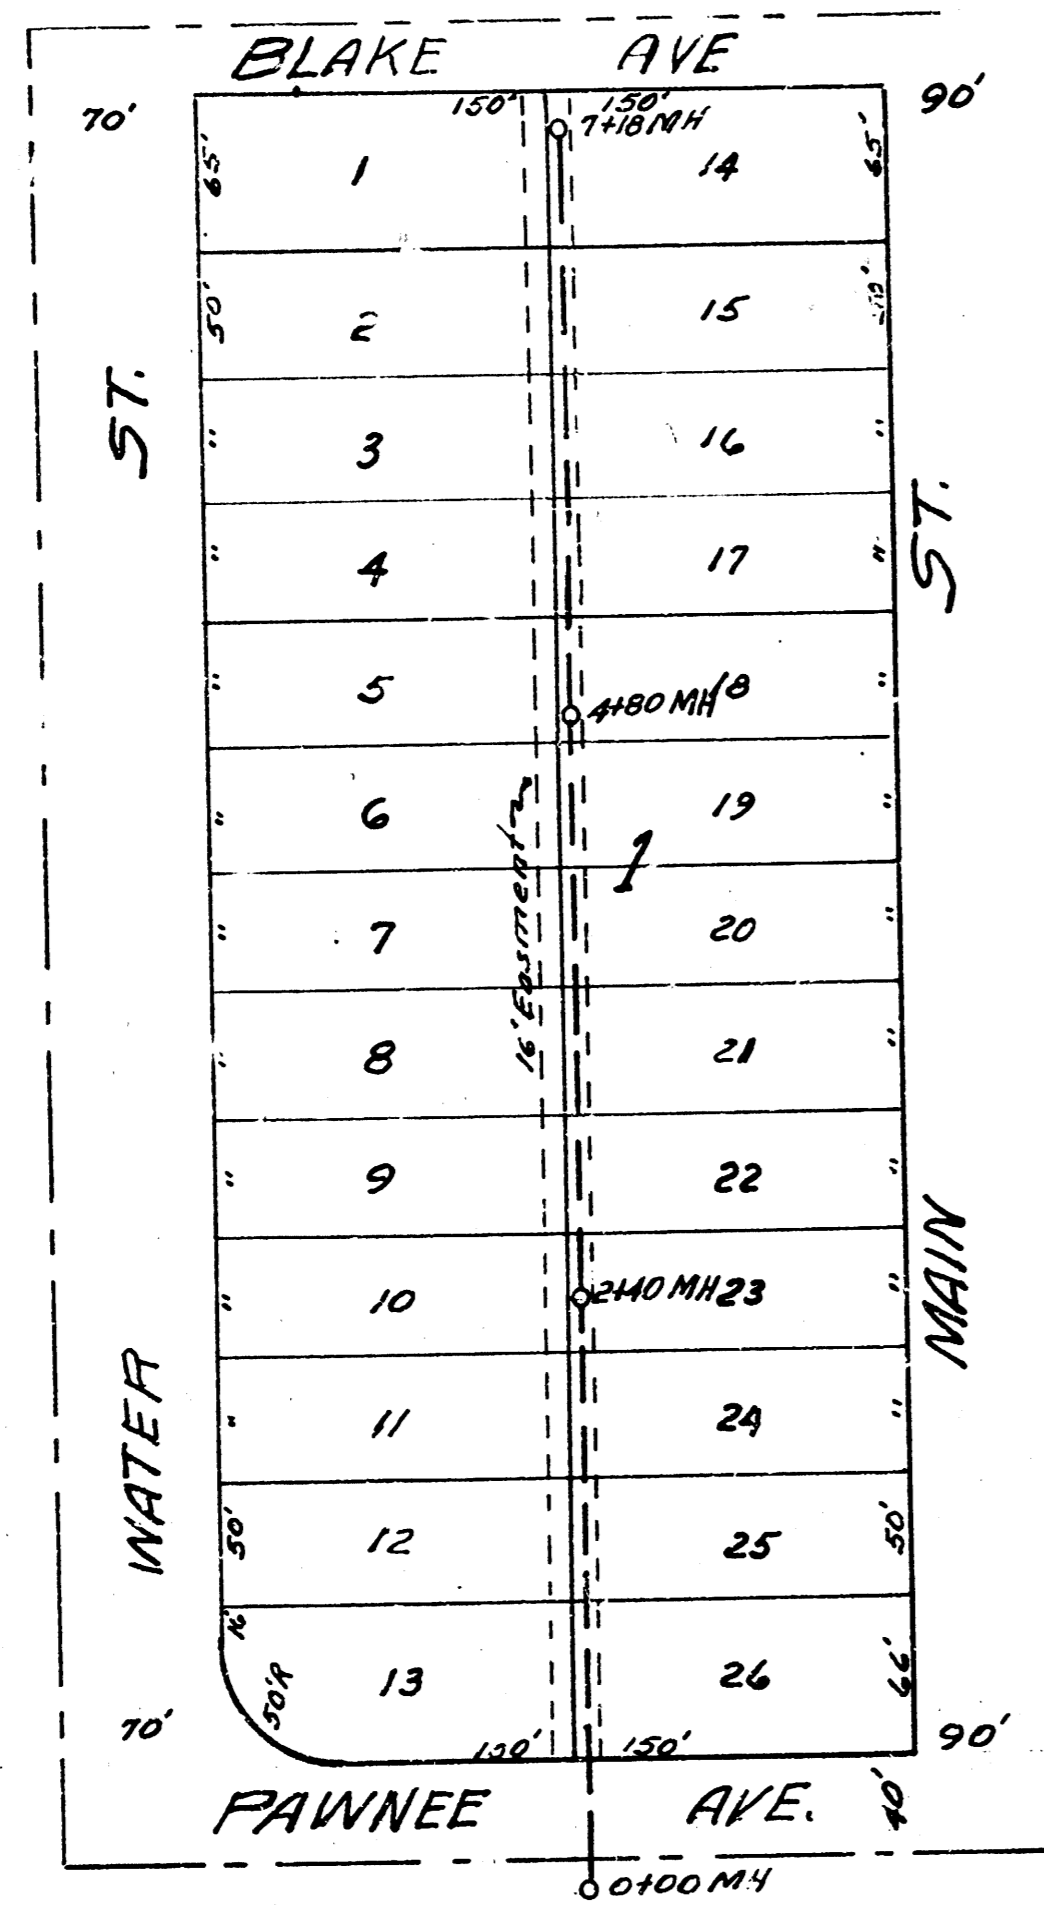 BLAKE AVE
70' 150' 150' 90'
7+18 MH
65' 1 14 65'
50' 2 15
ST.
" 3 16 "
ST.
" 4 17 "
" 5 18 "
4+80 MH
" 6 19 "
1
16' Easment
" 7 20 "
" 8 21 "
" 9 22 "
MAIN
" 10 23 "
2+40 MH
WATER
" 11 24 "
50' 12 25 50'
16'
50'R 13 26 66'
70' 150' 150' 90'
PAWNEE AVE. 40'
0+00 MH